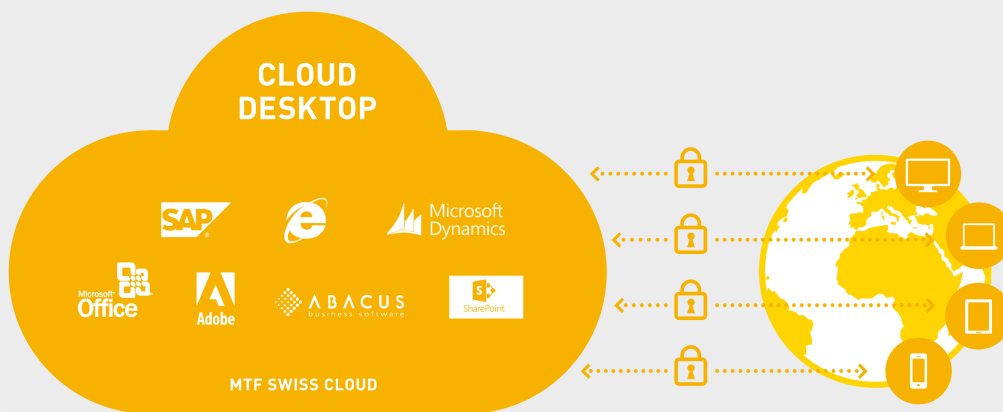 CLOUD
DESKTOP
SAP
®
e
Microsoft
Dynamics
Microsoft®
Office
Adobe
ABACUS
business software
S
SharePoint
MTF SWISS CLOUD